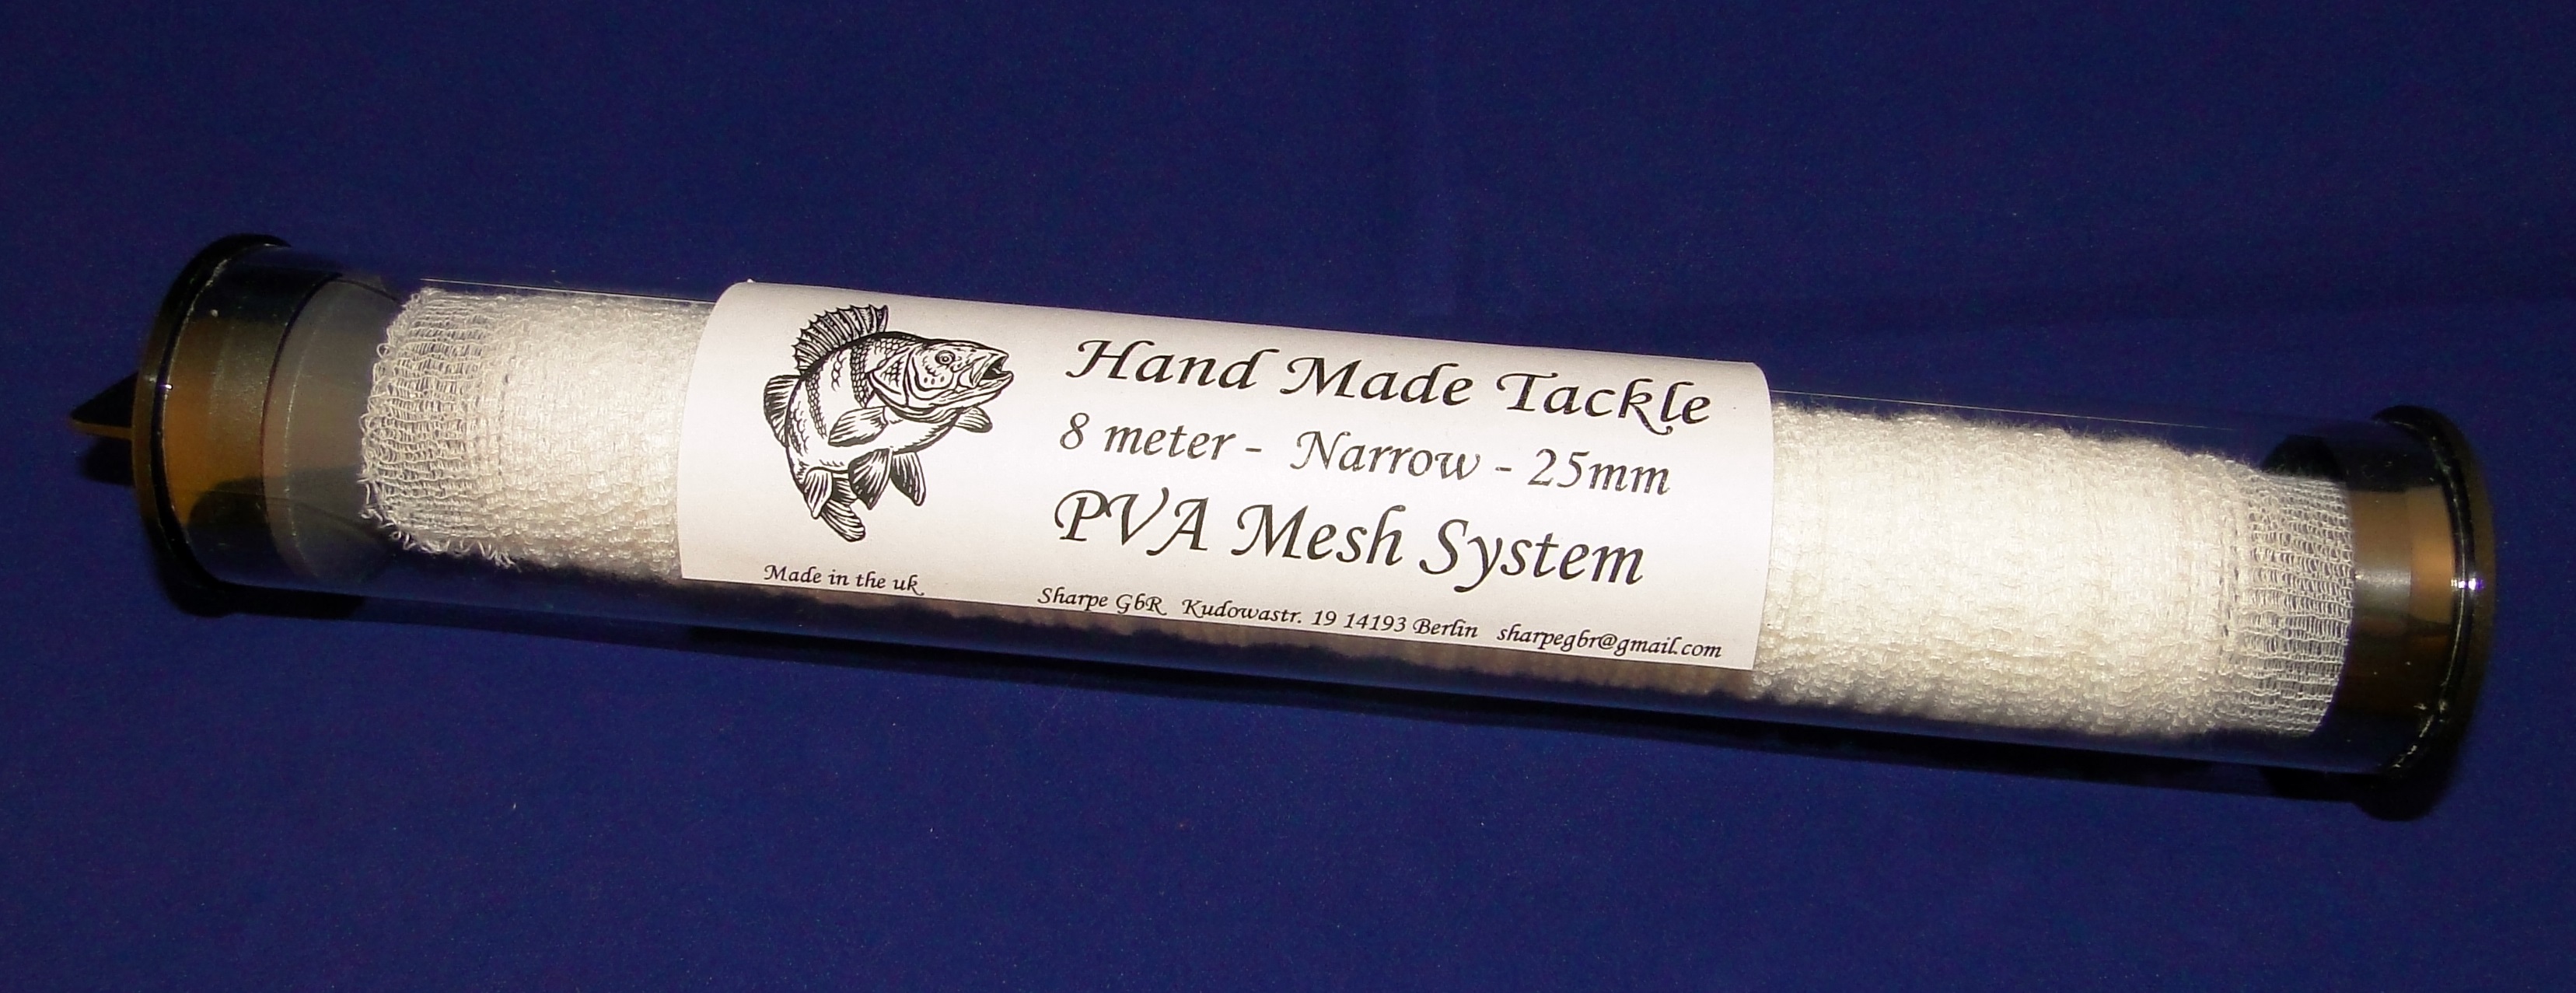 Hand Made Tackle
8 meter - Narrow - 25mm
PVA Mesh System
Made in the uk
Sharpe GbR Kudowastr. 19 14193 Berlin sharpegbr@gmail.com